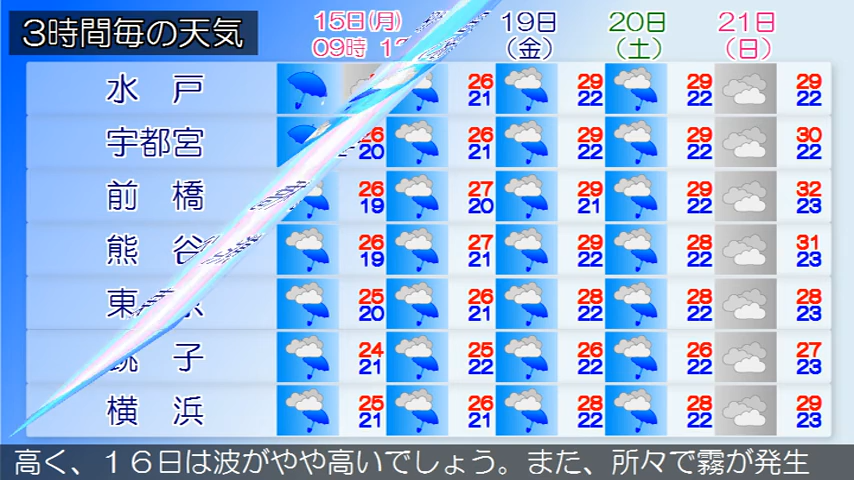 3時間毎の天気
15日(月) 19日 20日 21日
09時 (金) (土) (日)
水戸 26 29 29 29
21 22 22 22
宇都宮 26 26 29 29 30
20 21 22 22 22
前橋 26 27 29 29 32
19 20 21 22 23
熊谷 26 27 29 28 31
19 21 22 22 23
東 25 26 28 28 28
20 21 22 22 23
子 24 25 26 26 27
21 22 22 22 23
横浜 25 26 28 28 29
21 21 22 22 23
高く、16日は波がやや高いでしょう。また、所々で霧が発生